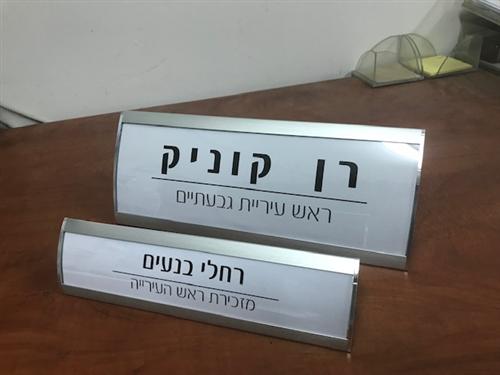 רן קוניק
ראש עיריית גבעתיים
רחלי בנעים
מזכירת ראש העירייה